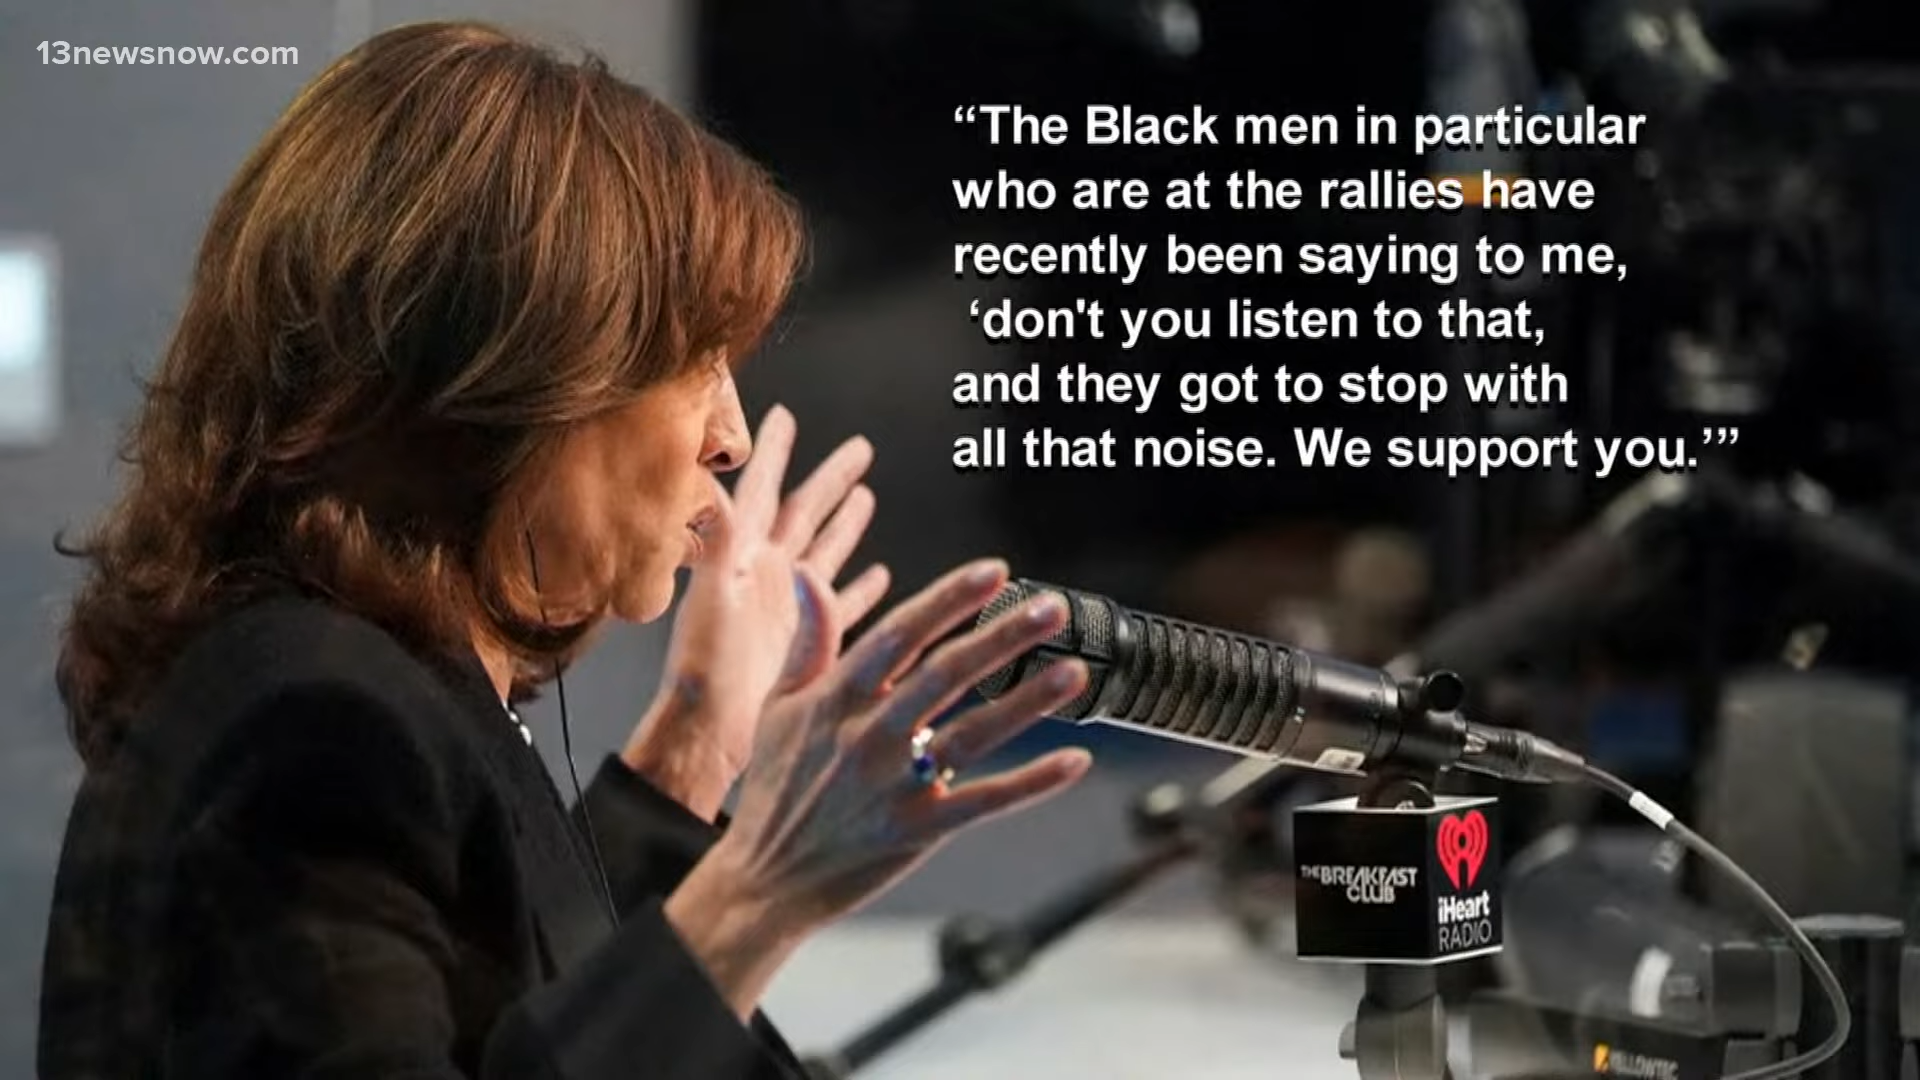 13newsnow.com
“The Black men in particular
who are at the rallies have
recently been saying to me,
‘don't you listen to that,
and they got to stop with
all that noise. We support you.’”
THE BREAKFAST
CLUB
iHeart
RADIO
YELLOWTEC